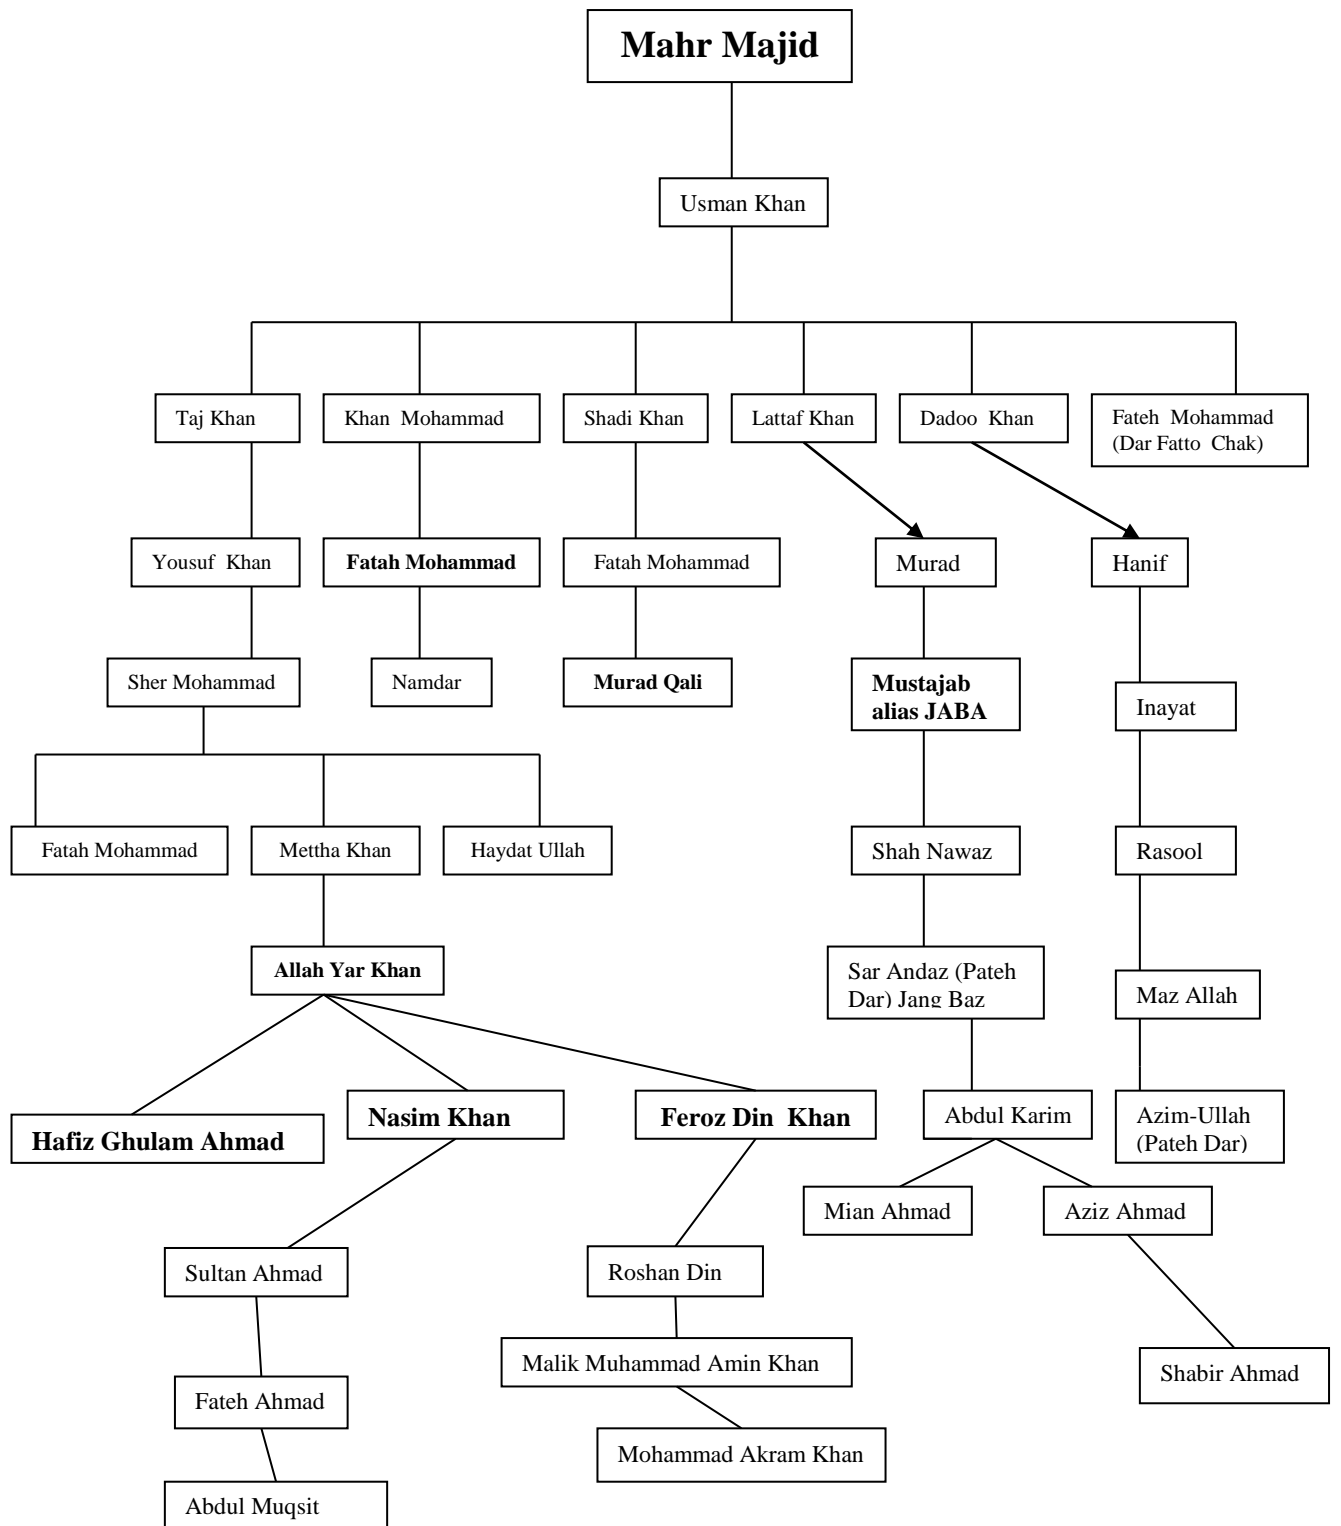 Mahr Majid
Usman Khan
Taj Khan
Khan Mohammad
Shadi Khan
Lattaf Khan
Dadoo Khan
Fateh Mohammad
(Dar Fatto Chak)
Yousuf Khan
Fatah Mohammad
Fatah Mohammad
Murad
Hanif
Sher Mohammad
Namdar
Murad Qali
Mustajab
alias JABA
Inayat
Fatah Mohammad
Mettha Khan
Haydat Ullah
Shah Nawaz
Rasool
Allah Yar Khan
Sar Andaz (Pateh
Dar) Jang Baz
Maz Allah
Hafiz Ghulam Ahmad
Nasim Khan
Feroz Din Khan
Abdul Karim
Azim-Ullah
(Pateh Dar)
Mian Ahmad
Aziz Ahmad
Sultan Ahmad
Roshan Din
Malik Muhammad Amin Khan
Shabir Ahmad
Fateh Ahmad
Mohammad Akram Khan
Abdul Muqsit